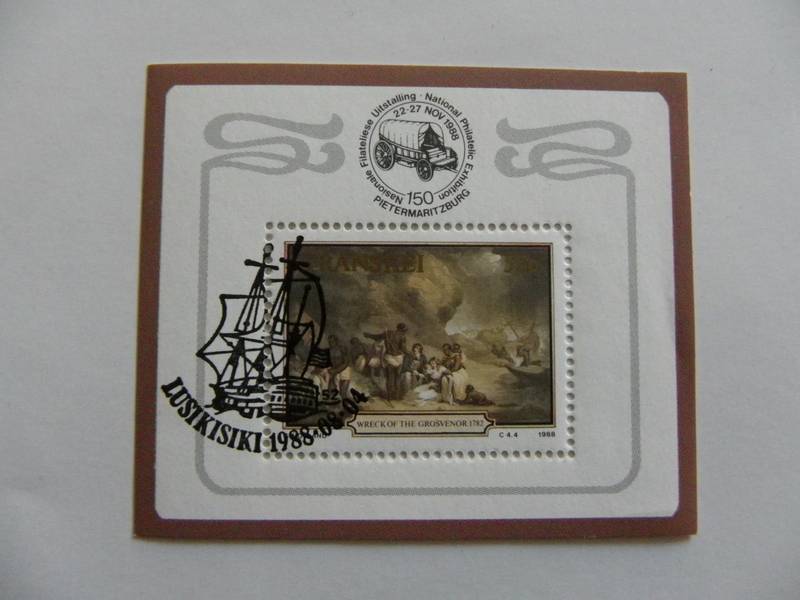 Nasionale Filateliese Uitstalling · National Philatelic Exhibition
22-27 NOV 1988
150
PIETERMARITZBURG
TRANSKEI
WRECK OF THE GROSVENOR 1782
C 4.4 1988
LUSIKISIKI 1988·08·04